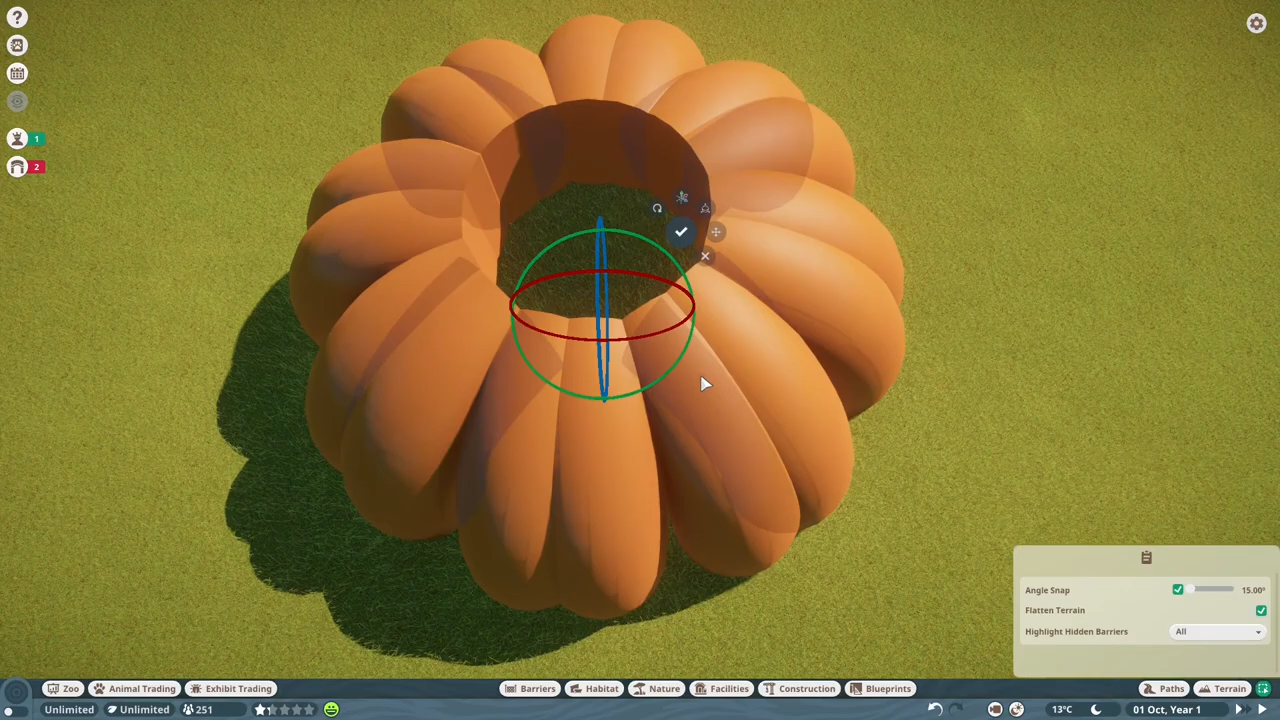 ?
1
2
Angle Snap 15.00°
Flatten Terrain
Highlight Hidden Barriers All
Zoo Animal Trading Exhibit Trading Barriers Habitat Nature Facilities Construction Blueprints Paths Terrain
Unlimited Unlimited 251 13°C 01 Oct, Year 1